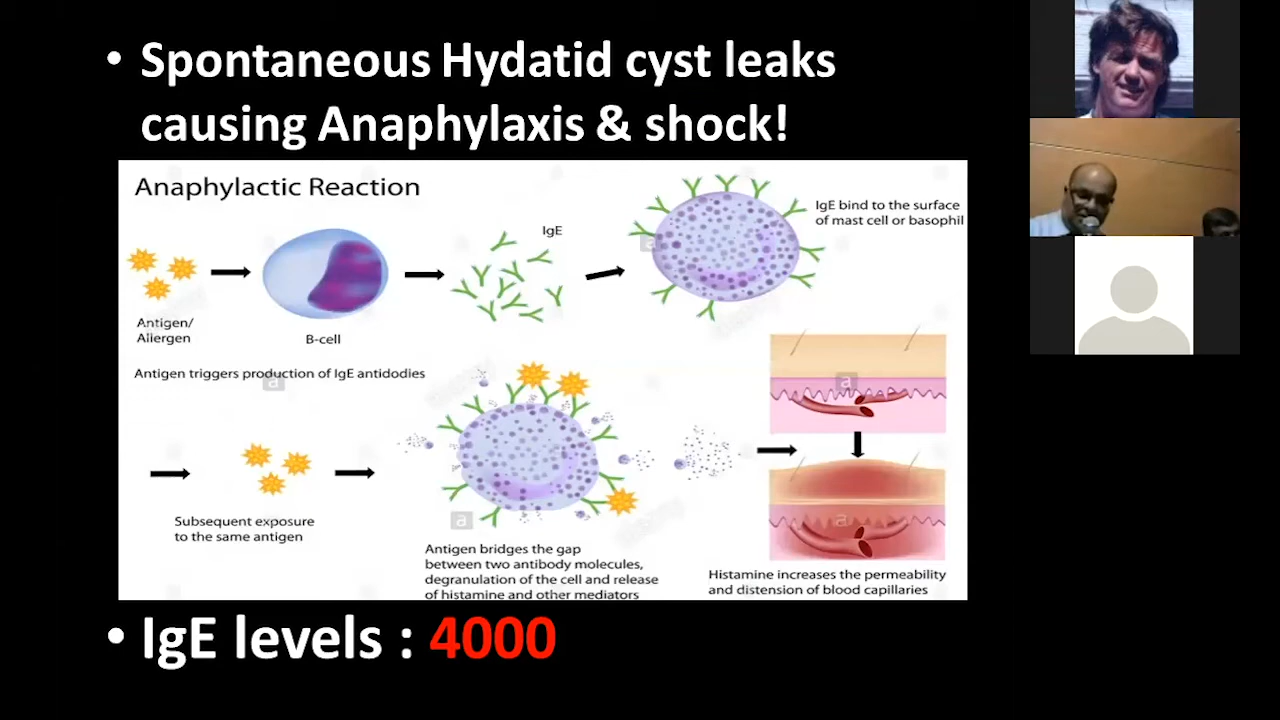 • Spontaneous Hydatid cyst leaks
causing Anaphylaxis & shock!
Anaphylactic Reaction
IgE
IgE bind to the surface
of mast cell or basophil
Antigen/
Allergen
B-cell
Antigen triggers production of IgE antidodies
Subsequent exposure
to the same antigen
Antigen bridges the gap
between two antibody molecules,
degranulation of the cell and release
of histamine and other mediators
Histamine increases the permeability
and distension of blood capillaries
a
a
a
a
a
• IgE levels : 4000